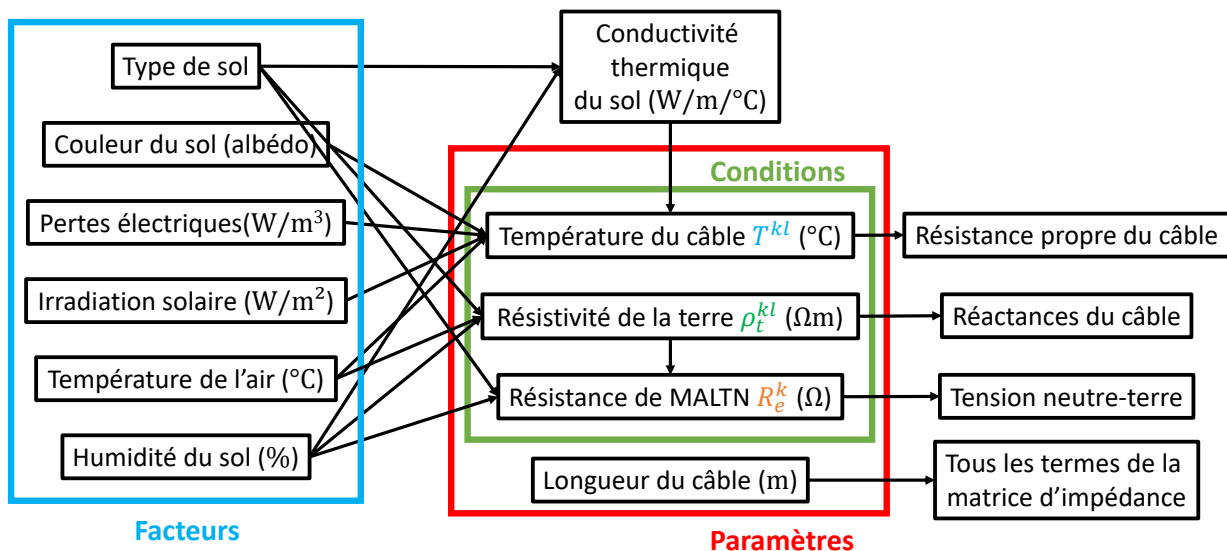 Type de sol
Couleur du sol (albédo)
Pertes électriques(W/m³)
Irradiation solaire (W/m²)
Température de l’air (°C)
Humidité du sol (%)
Facteurs
Conductivité
thermique
du sol (W/m/°C)
Conditions
Température du câble T^{kl} (°C)
Résistivité de la terre ρ_t^{kl} (Ωm)
Résistance de MALTN R_e^k (Ω)
Longueur du câble (m)
Paramètres
Résistance propre du câble
Réactances du câble
Tension neutre-terre
Tous les termes de la
matrice d’impédance